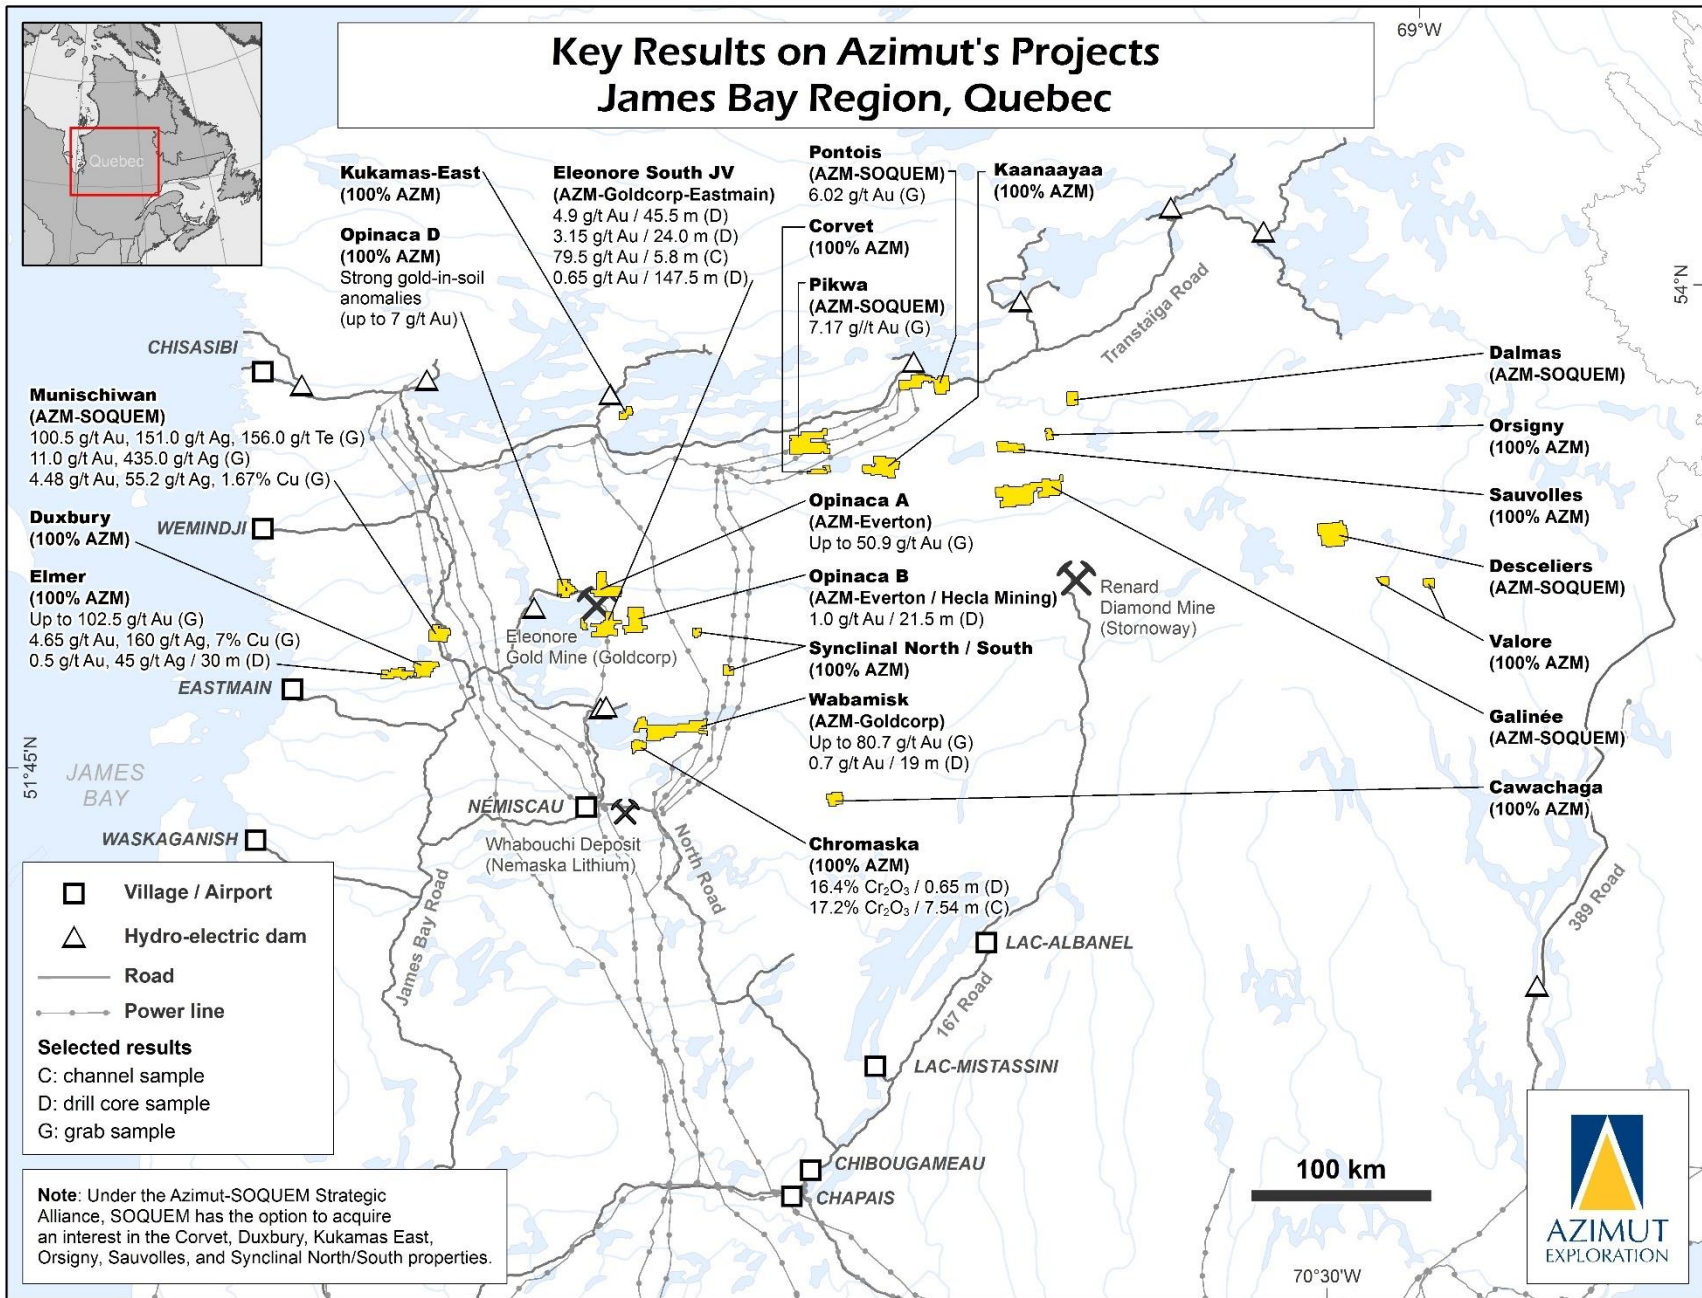 Key Results on Azimut's Projects
James Bay Region, Quebec
Quebec
69°W
54°N
51°45'N
70°30'W
Kukamas-East
(100% AZM)
Opinaca D
(100% AZM)
Strong gold-in-soil
anomalies
(up to 7 g/t Au)
Eleonore South JV
(AZM-Goldcorp-Eastmain)
4.9 g/t Au / 45.5 m (D)
3.15 g/t Au / 24.0 m (D)
79.5 g/t Au / 5.8 m (C)
0.65 g/t Au / 147.5 m (D)
Pontois
(AZM-SOQUEM)
6.02 g/t Au (G)
Corvet
(100% AZM)
Pikwa
(AZM-SOQUEM)
7.17 g//t Au (G)
Kaanaayaa
(100% AZM)
Transtaïga Road
CHISASIBI
Munischiwan
(AZM-SOQUEM)
100.5 g/t Au, 151.0 g/t Ag, 156.0 g/t Te (G)
11.0 g/t Au, 435.0 g/t Ag (G)
4.48 g/t Au, 55.2 g/t Ag, 1.67% Cu (G)
Duxbury
(100% AZM)
WEMINDJI
Elmer
(100% AZM)
Up to 102.5 g/t Au (G)
4.65 g/t Au, 160 g/t Ag, 7% Cu (G)
0.5 g/t Au, 45 g/t Ag / 30 m (D)
EASTMAIN
Eleonore
Gold Mine (Goldcorp)
Opinaca A
(AZM-Everton)
Up to 50.9 g/t Au (G)
Opinaca B
(AZM-Everton / Hecla Mining)
1.0 g/t Au / 21.5 m (D)
Synclinal North / South
(100% AZM)
Wabamisk
(AZM-Goldcorp)
Up to 80.7 g/t Au (G)
0.7 g/t Au / 19 m (D)
Chromaska
(100% AZM)
16.4% Cr₂O₃ / 0.65 m (D)
17.2% Cr₂O₃ / 7.54 m (C)
Renard
Diamond Mine
(Stornoway)
Dalmas
(AZM-SOQUEM)
Orsigny
(100% AZM)
Sauvolles
(100% AZM)
Desceliers
(AZM-SOQUEM)
Valore
(100% AZM)
Galinée
(AZM-SOQUEM)
Cawachaga
(100% AZM)
JAMES
BAY
NEMISCAU
WASKAGANISH
Whabouchi Deposit
(Nemaska Lithium)
North Road
James Bay Road
389 Road
167 Road
LAC-ALBANEL
LAC-MISTASSINI
CHIBOUGAMEAU
CHAPAIS
Village / Airport
Hydro-electric dam
Road
Power line
Selected results
C: channel sample
D: drill core sample
G: grab sample
Note: Under the Azimut-SOQUEM Strategic
Alliance, SOQUEM has the option to acquire
an interest in the Corvet, Duxbury, Kukamas East,
Orsigny, Sauvolles, and Synclinal North/South properties.
100 km
AZIMUT
EXPLORATION